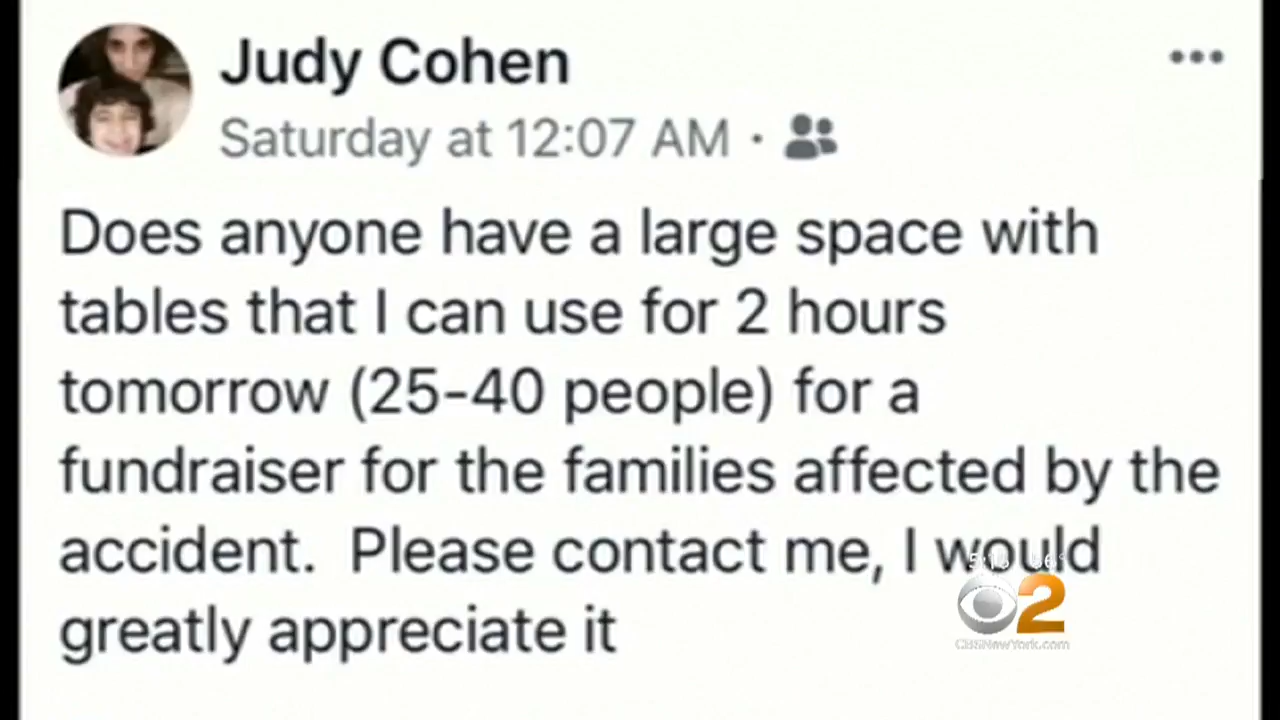 Judy Cohen
Saturday at 12:07 AM ·
Does anyone have a large space with
tables that I can use for 2 hours
tomorrow (25-40 people) for a
fundraiser for the families affected by the
accident.  Please contact me, I would
greatly appreciate it
2
CBSNewYork.com